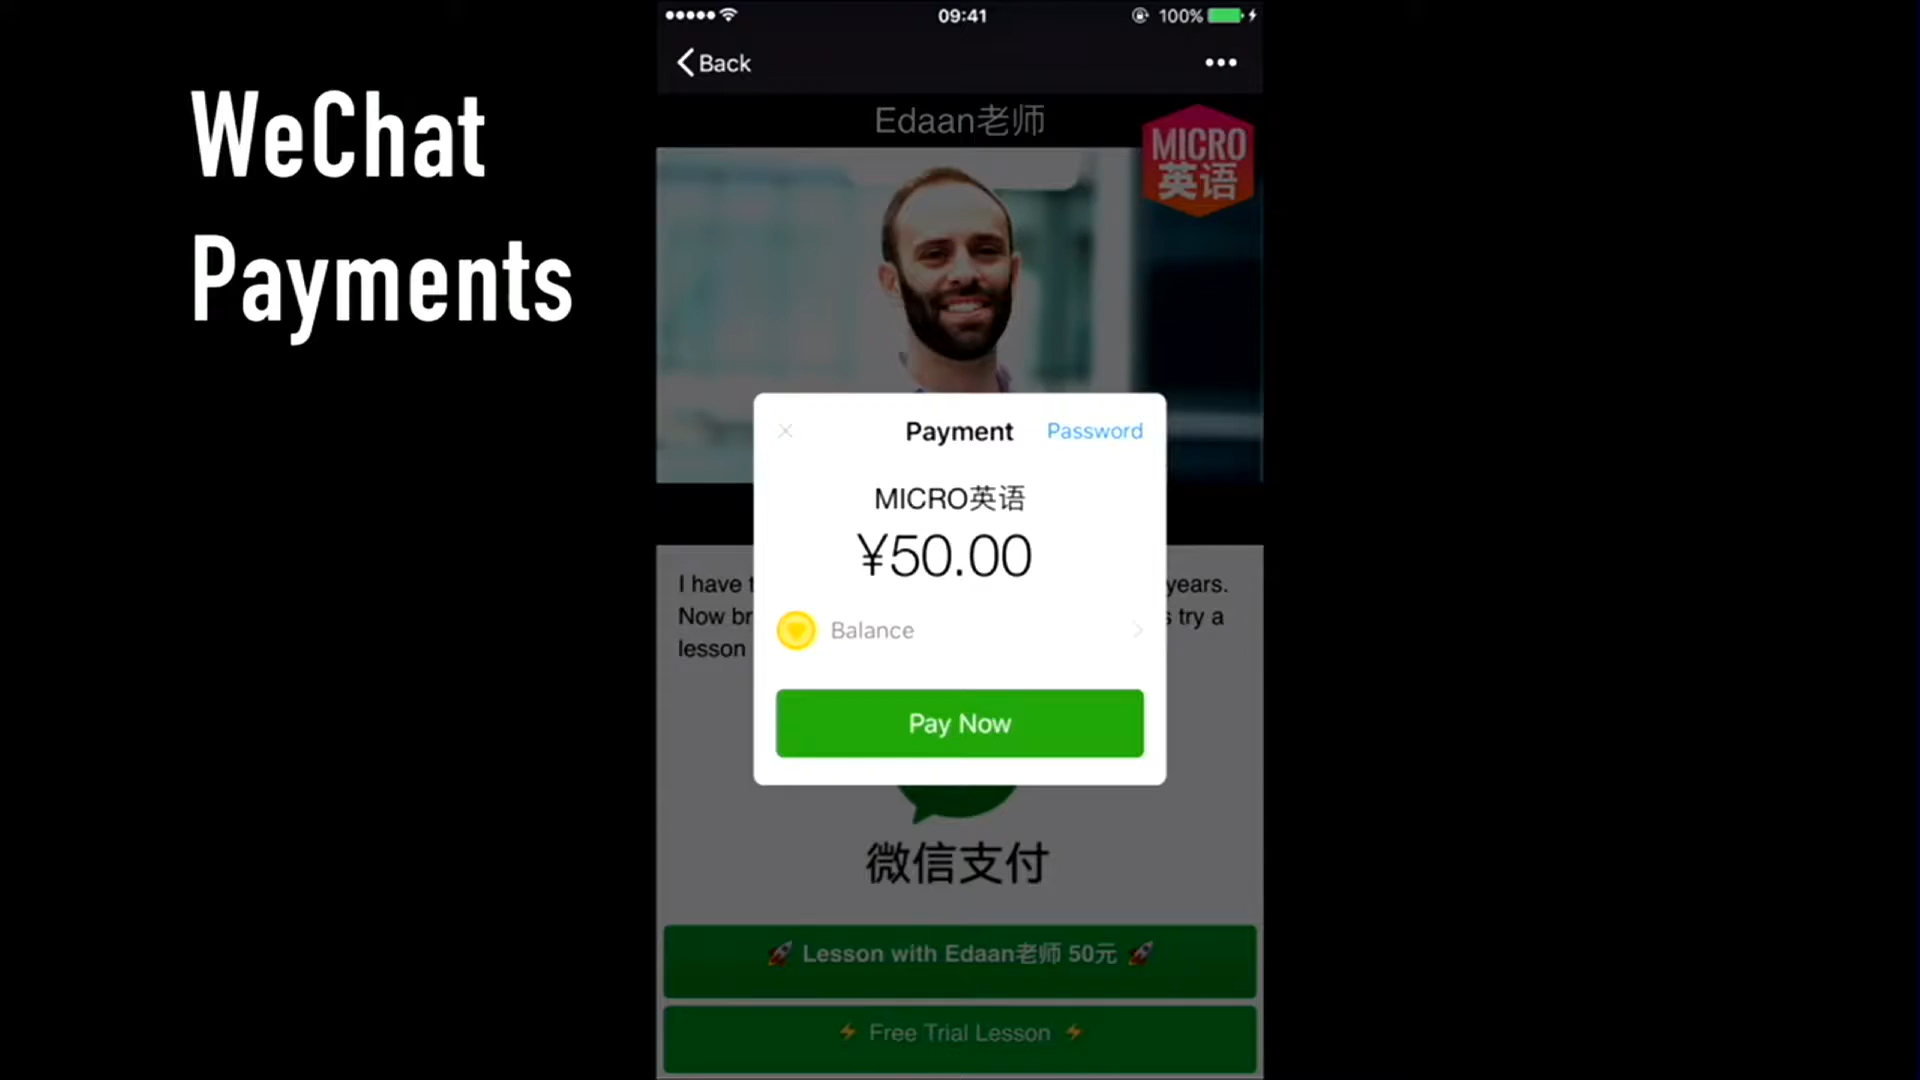 WeChat
Payments
09:41
100%
Back
Edaan老师
MICRO
英语
Payment
Password
MICRO英语
¥50.00
I have
years.
Now
try a
lesson
Balance
Pay Now
微信支付
🚀 Lesson with Edaan老师 50元 🚀
⚡ Free Trial Lesson ⚡